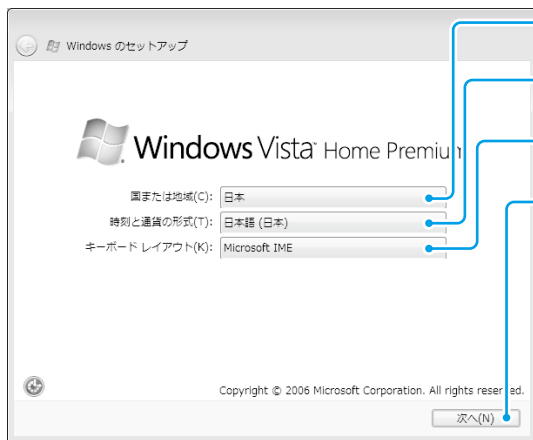 Windows のセットアップ
Windows Vista™ Home Premium
国または地域(C): 日本
時刻と通貨の形式(T): 日本語 (日本)
キーボード レイアウト(K): Microsoft IME
Copyright © 2006 Microsoft Corporation. All rights reserved.
次へ(N)